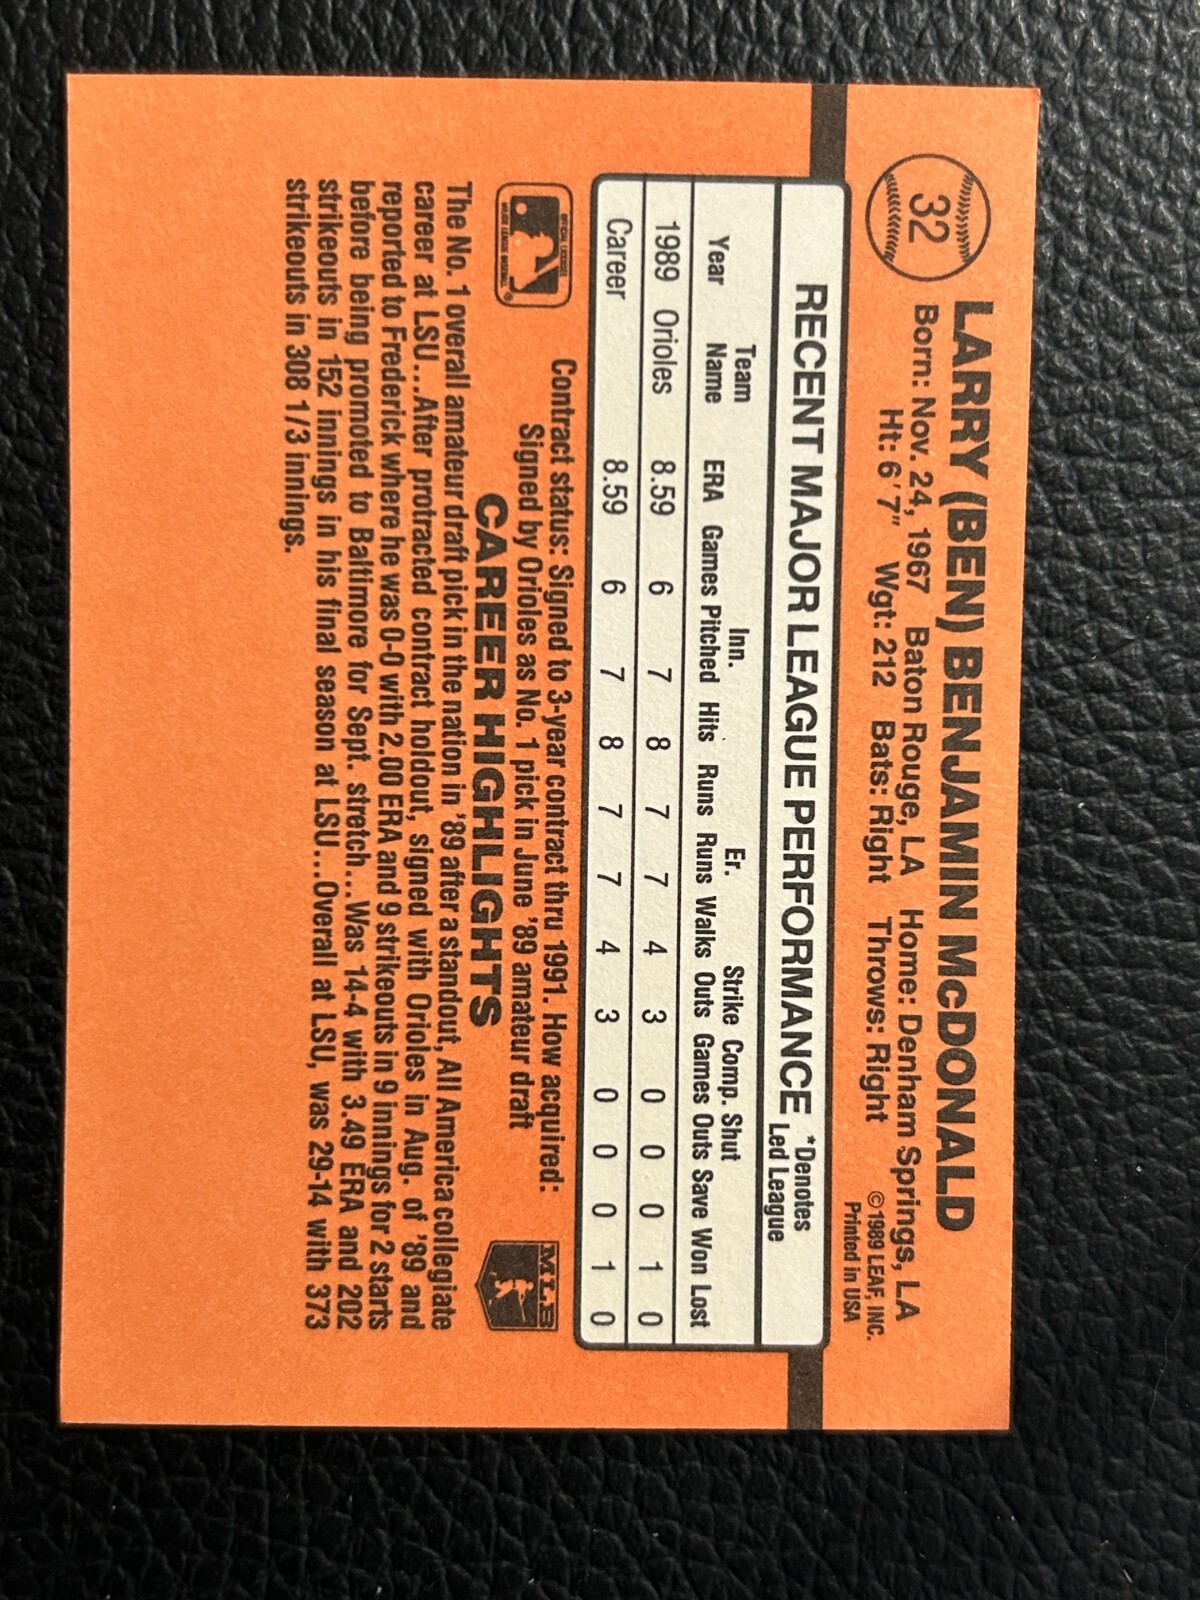 32
LARRY (BEN) BENJAMIN McDONALD
Born: Nov. 24, 1967 Baton Rouge, LA Home: Denham Springs, LA
Ht: 6'7" Wgt: 212 Bats: Right Throws: Right
©1989 LEAF, INC.
Printed in USA
RECENT MAJOR LEAGUE PERFORMANCE
*Denotes
Led League
Team Inn. Er. Strike Comp. Shut
Year Name ERA Games Pitched Hits Runs Runs Walks Outs Games Outs Save Won Lost
1989 Orioles 8.59 6 7 8 7 7 4 3 0 0 0 1 0
Career 8.59 6 7 8 7 7 4 3 0 0 0 1 0
OFFICIAL LICENSEE
MAJOR LEAGUE BASEBALL
®
Contract status: Signed to 3-year contract thru 1991. How acquired:
Signed by Orioles as No. 1 pick in June '89 amateur draft
MLB
CAREER HIGHLIGHTS
The No. 1 overall amateur draft pick in the nation in '89 after a standout, All America collegiate
career at LSU...After protracted contract holdout, signed with Orioles in Aug. of '89 and
reported to Frederick where he was 0-0 with 2.00 ERA and 9 strikeouts in 9 innings for 2 starts
before being promoted to Baltimore for Sept. stretch...Was 14-4 with 3.49 ERA and 202
strikeouts in 152 innings in his final season at LSU...Overall at LSU, was 29-14 with 373
strikeouts in 308 1/3 innings.